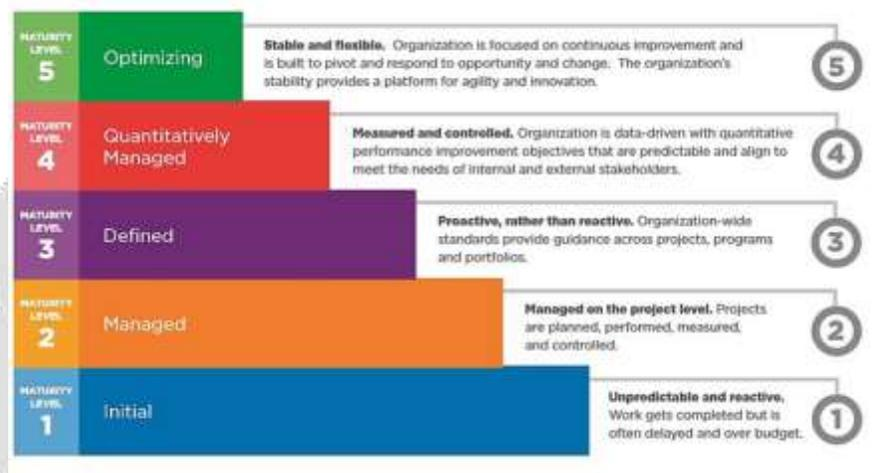 MATURITY
LEVEL
5
Optimizing
Stable and flexible. Organization is focused on continuous improvement and
is built to pivot and respond to opportunity and change. The organization's
stability provides a platform for agility and innovation.
5
MATURITY
LEVEL
4
Quantitatively
Managed
Measured and controlled. Organization is data-driven with quantitative
performance improvement objectives that are predictable and align to
meet the needs of internal and external stakeholders.
4
MATURITY
LEVEL
3
Defined
Proactive, rather than reactive. Organization-wide
standards provide guidance across projects, programs
and portfolios.
3
MATURITY
LEVEL
2
Managed
Managed on the project level. Projects
are planned, performed, measured,
and controlled.
2
MATURITY
LEVEL
1
Initial
Unpredictable and reactive.
Work gets completed but is
often delayed and over budget.
1